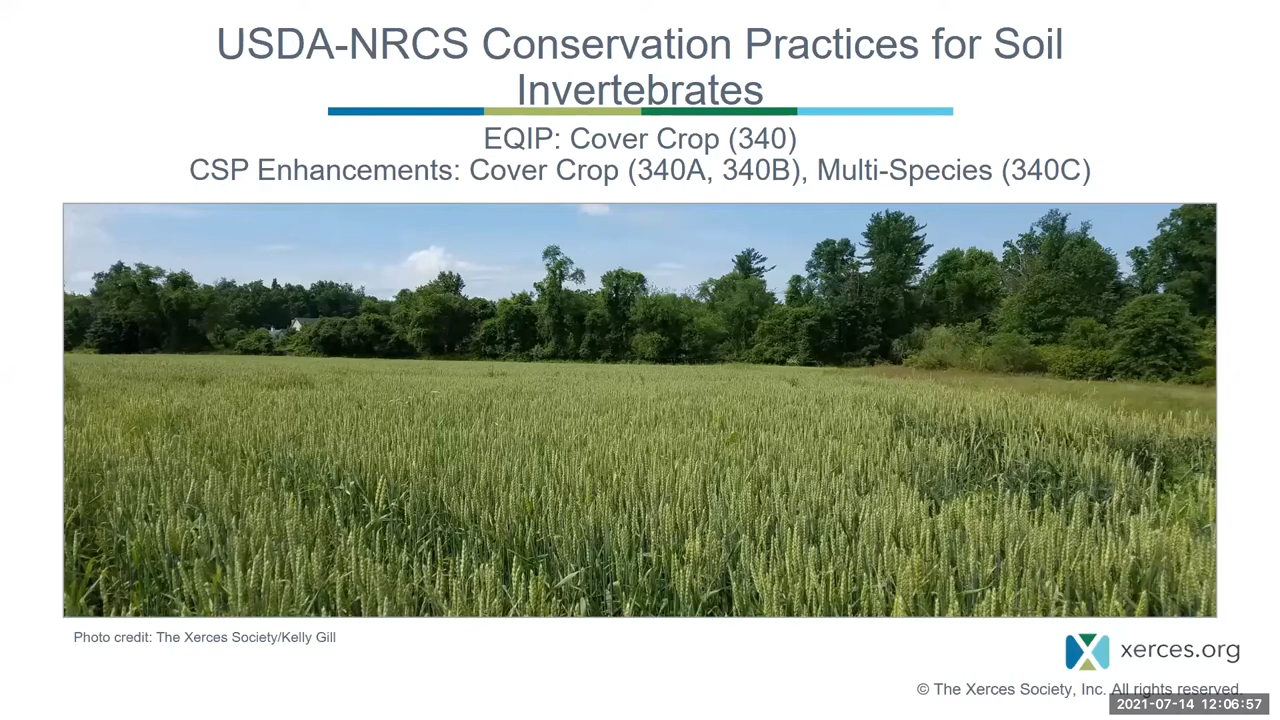 USDA-NRCS Conservation Practices for Soil
Invertebrates
EQIP: Cover Crop (340)
CSP Enhancements: Cover Crop (340A, 340B), Multi-Species (340C)
Photo credit: The Xerces Society/Kelly Gill
xerces.org
© The Xerces Society, Inc. All rights reserved.
2021-07-14 12:06:57